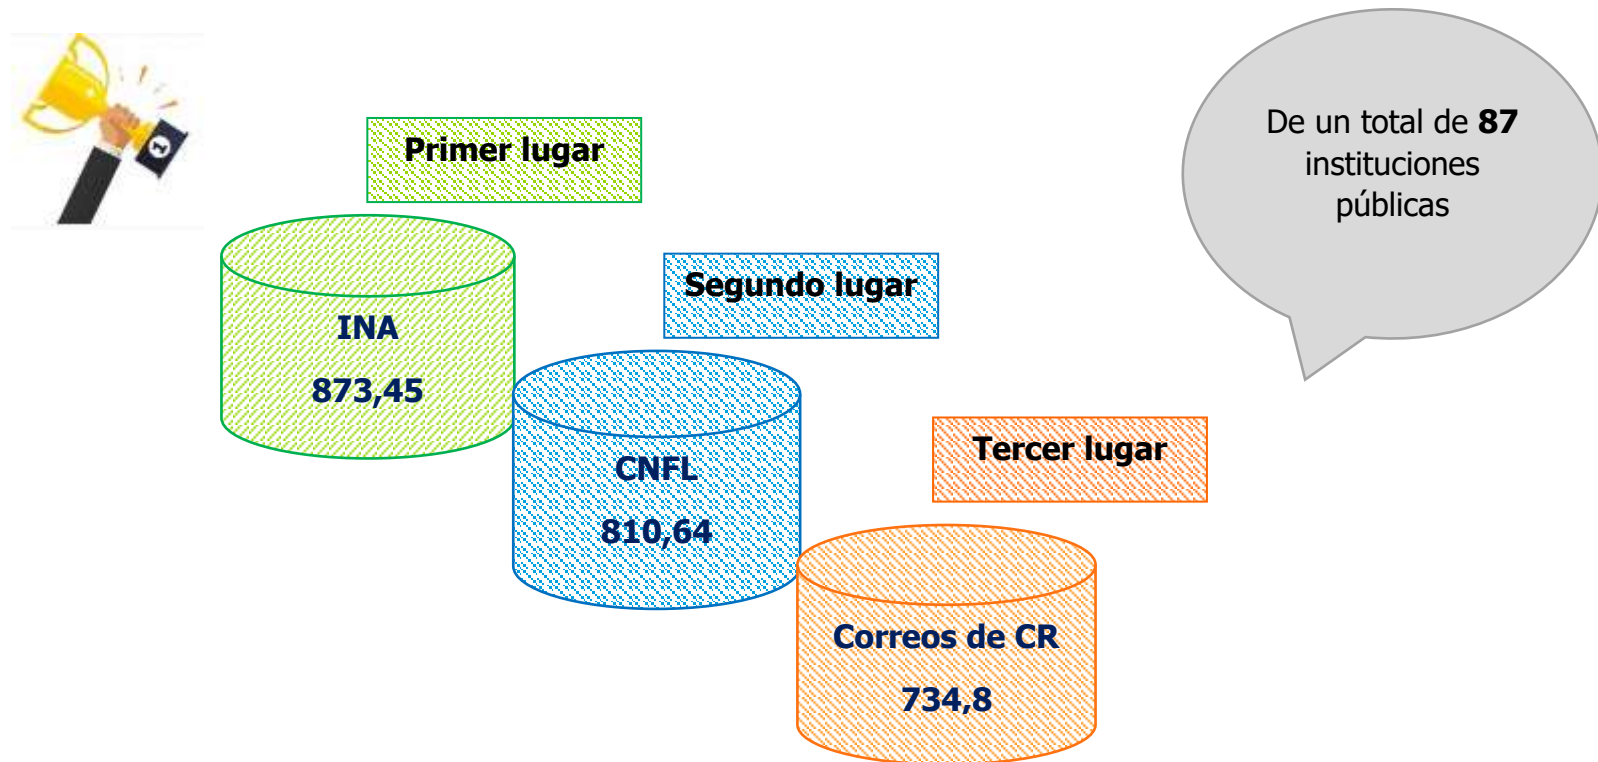 De un total de 87
instituciones
públicas
Primer lugar
INA
873,45
Segundo lugar
CNFL
810,64
Tercer lugar
Correos de CR
734,8
1